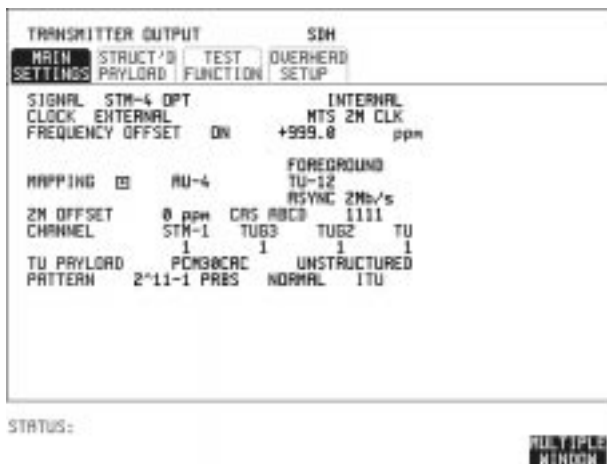 TRANSMITTER OUTPUT SDH
MAIN SETTINGS STRUCT'D PAYLOAD TEST FUNCTION OVERHEAD SETUP
SIGNAL STM-4 OPT INTERNAL
CLOCK EXTERNAL MTS 2M CLK
FREQUENCY OFFSET ON +999.0 ppm
FOREGROUND
MAPPING AU-4 TU-12
ASYNC 2Mb/s
2M OFFSET 0 ppm CAS ABCD 1111
CHANNEL STM-1 TUG3 TUG2 TU
1 1 1 1
TU PAYLOAD PCM30CRC UNSTRUCTURED
PATTERN 2^11-1 PRBS NORMAL ITU
STATUS:
MULTIPLE
WINDOW